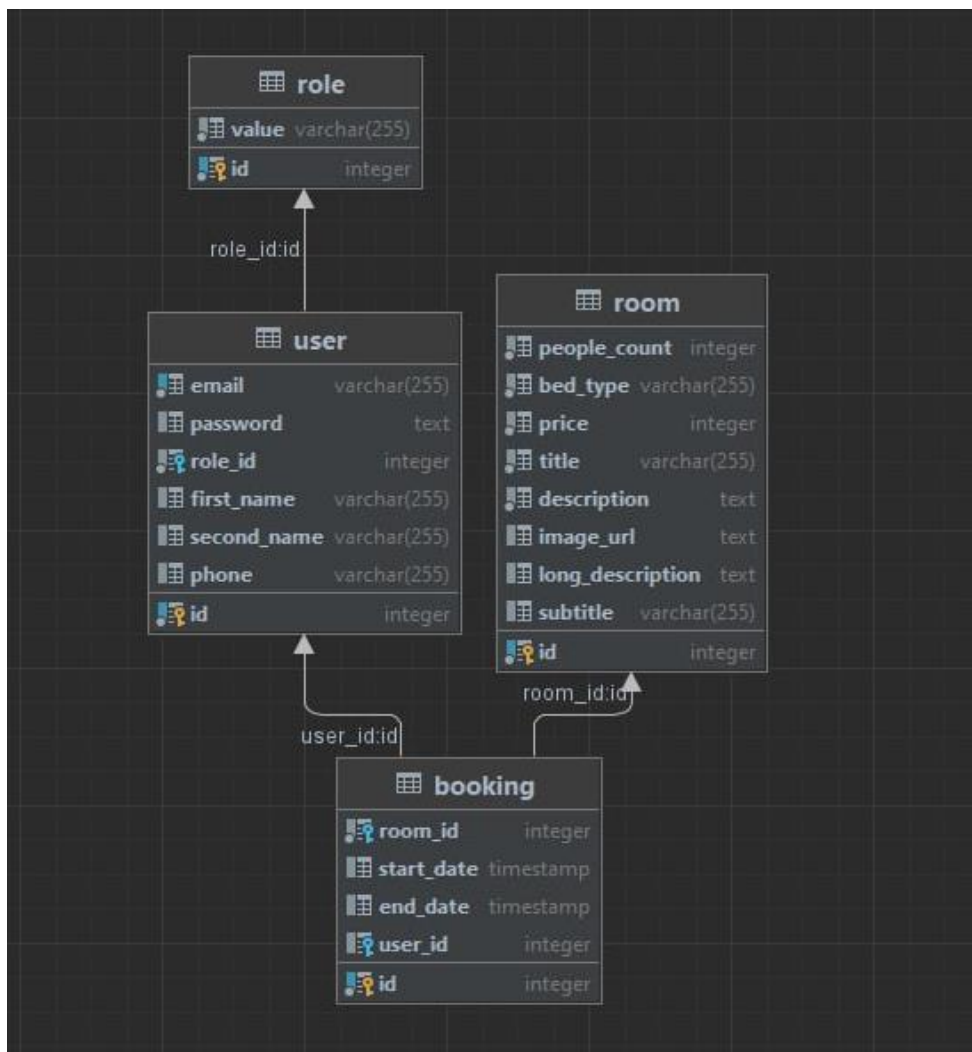 role
value varchar(255)
id integer
role_id:id
user
email varchar(255)
password text
role_id integer
first_name varchar(255)
second_name varchar(255)
phone varchar(255)
id integer
room
people_count integer
bed_type varchar(255)
price integer
title varchar(255)
description text
image_url text
long_description text
subtitle varchar(255)
id integer
user_id:id
room_id:id
booking
room_id integer
start_date timestamp
end_date timestamp
user_id integer
id integer